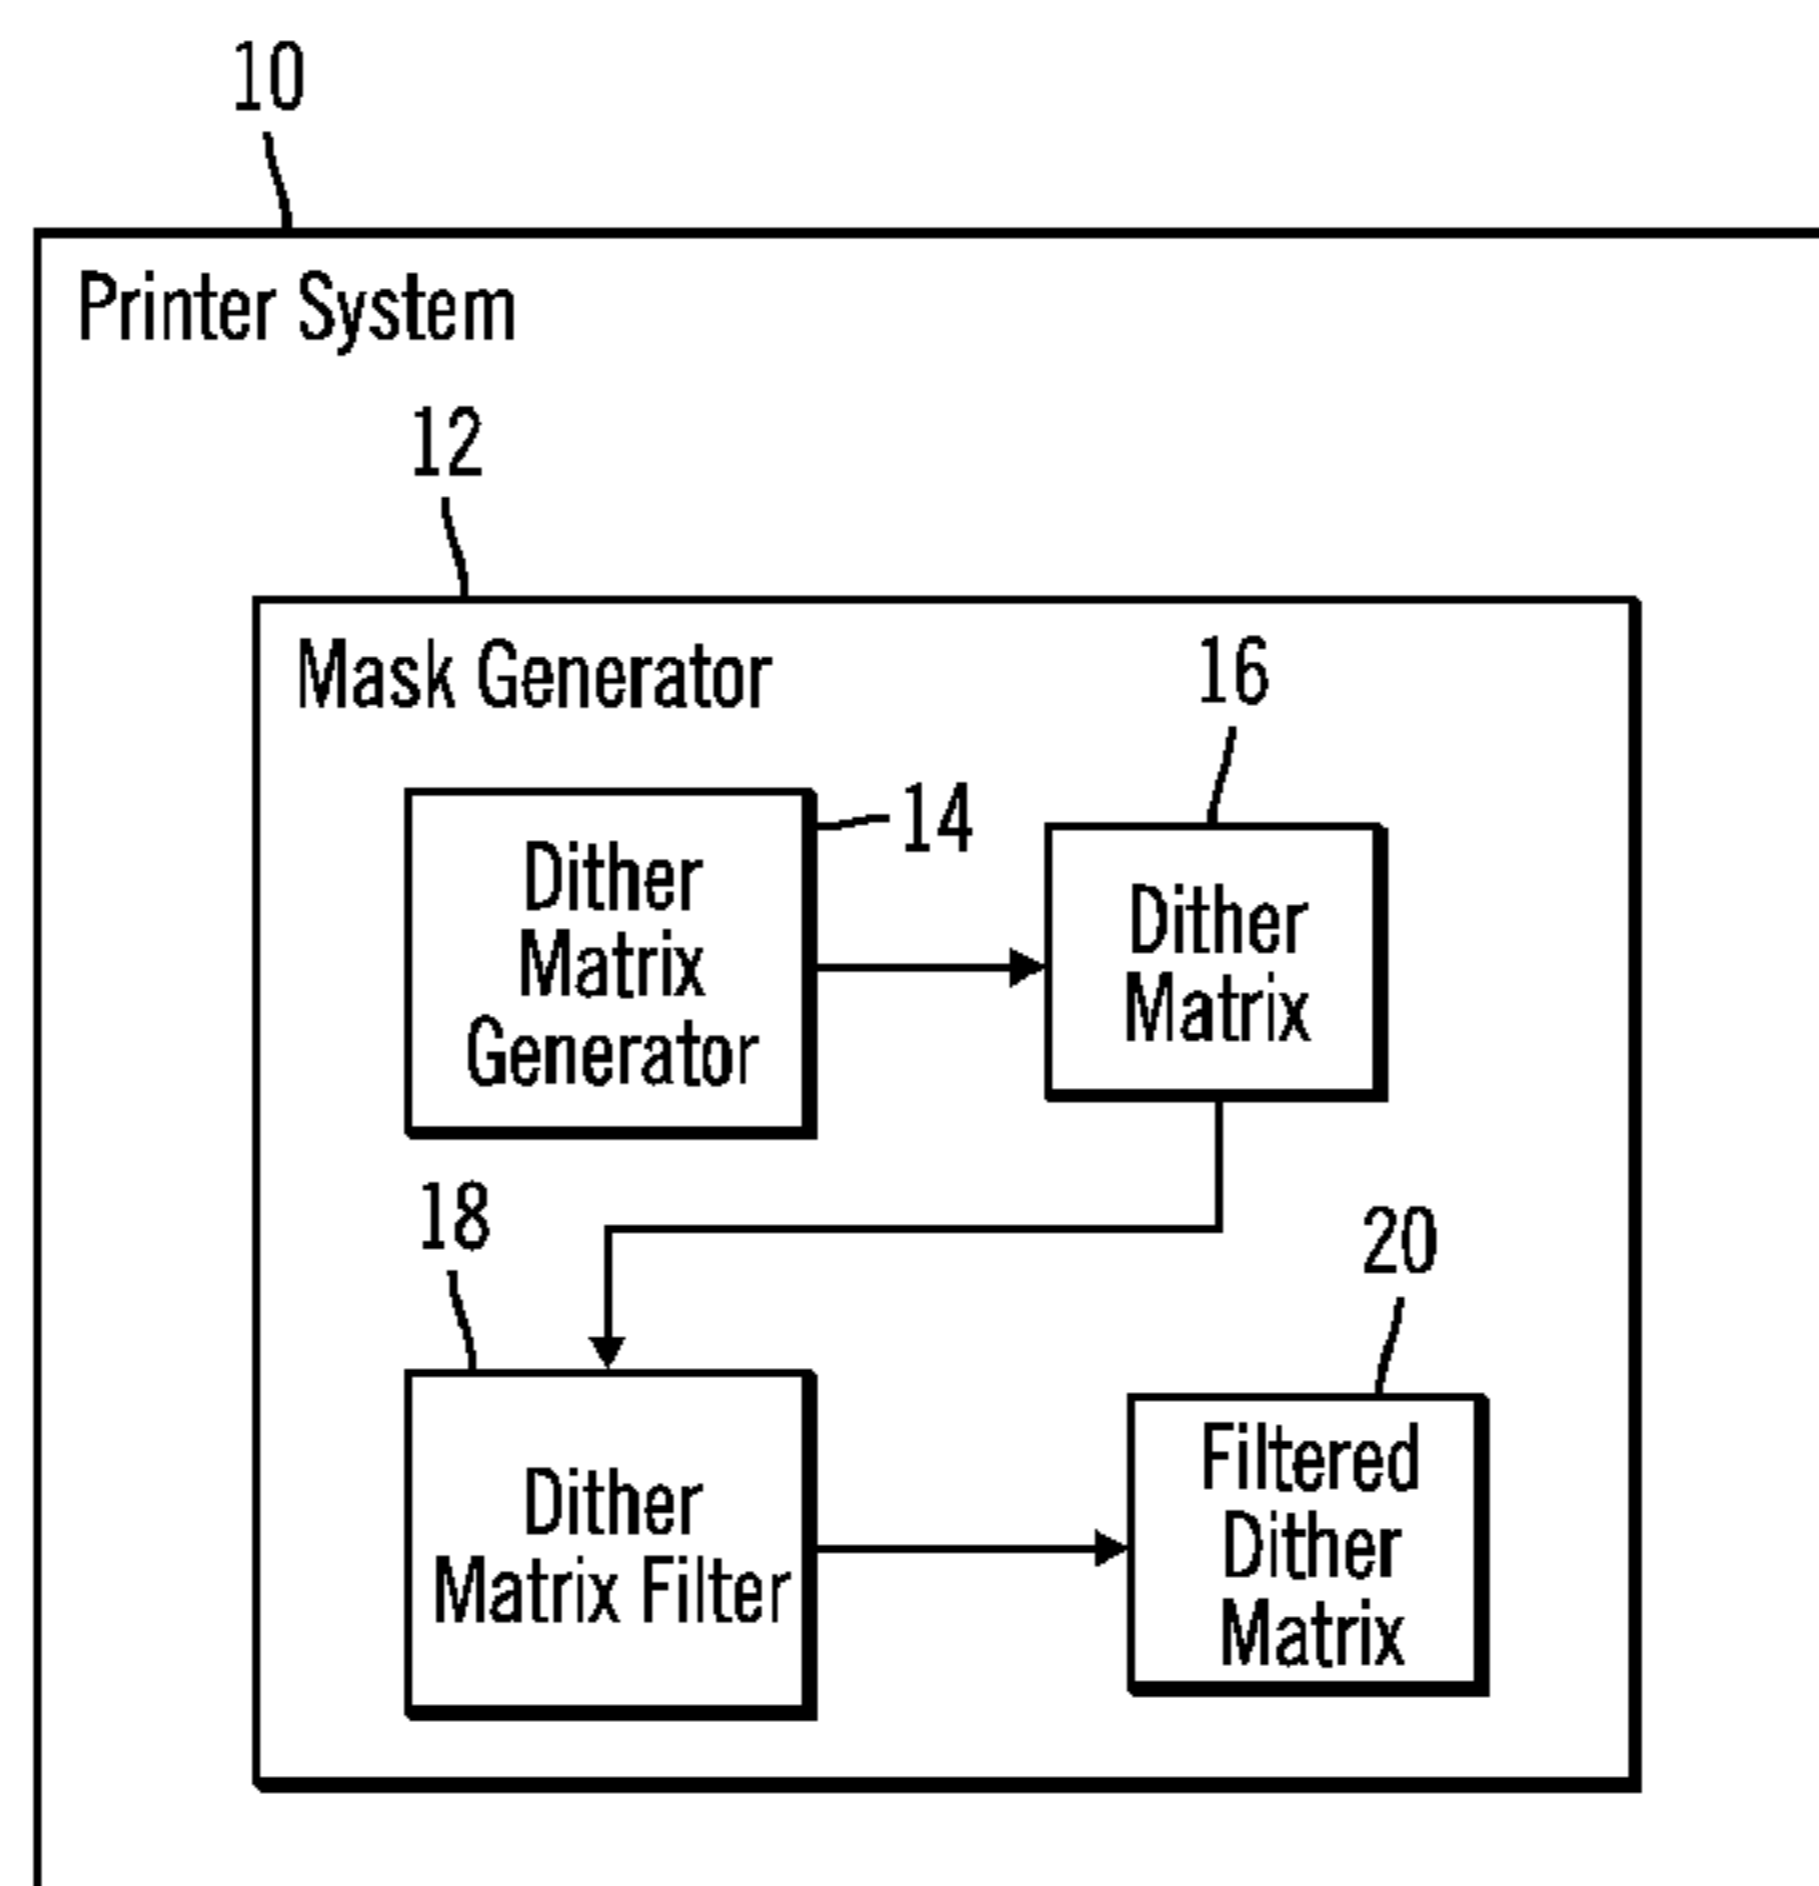 10
Printer System
12
Mask Generator
16
14
Dither
Matrix
Generator
Dither
Matrix
18
20
Dither
Matrix Filter
Filtered
Dither
Matrix